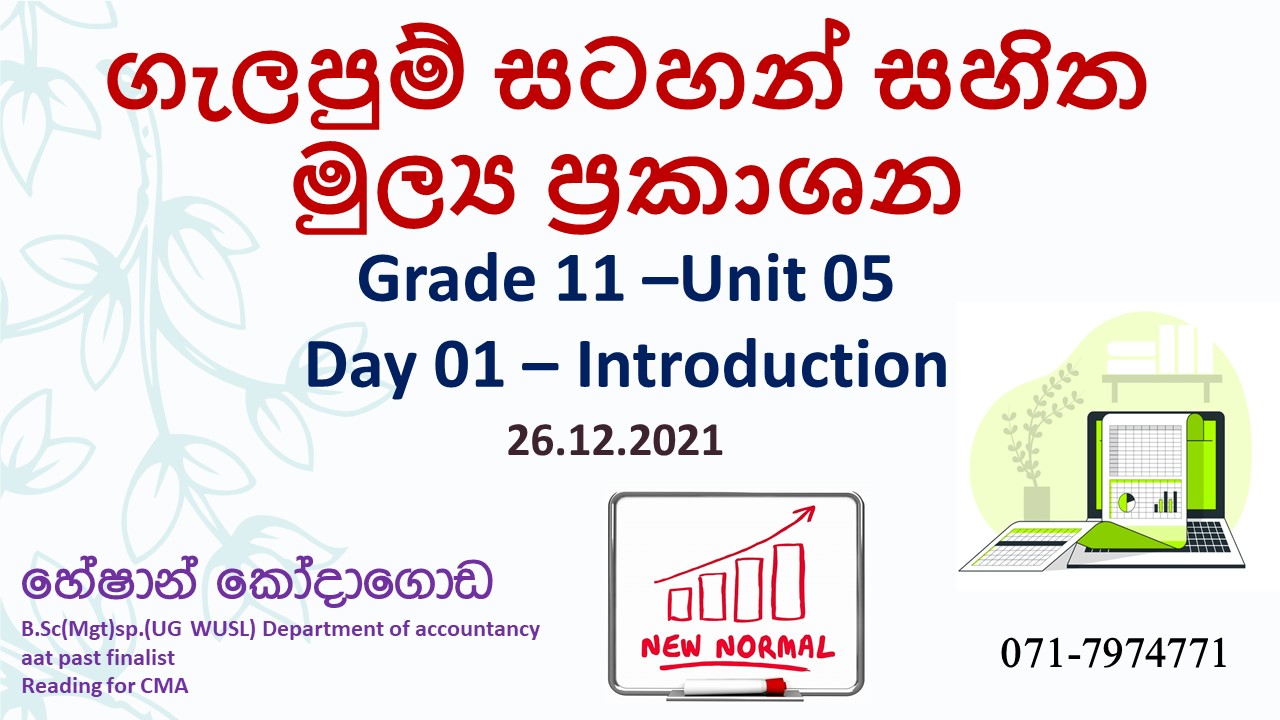 ගැලපුම් සටහන් සහිත
මුල්‍ය ප්‍රකාශන
Grade 11 –Unit 05
Day 01 – Introduction
26.12.2021
NEW NORMAL
හේෂාන් කෝදාගොඩ
B.Sc(Mgt)sp.(UG WUSL) Department of accountancy
aat past finalist
Reading for CMA
071-7974771